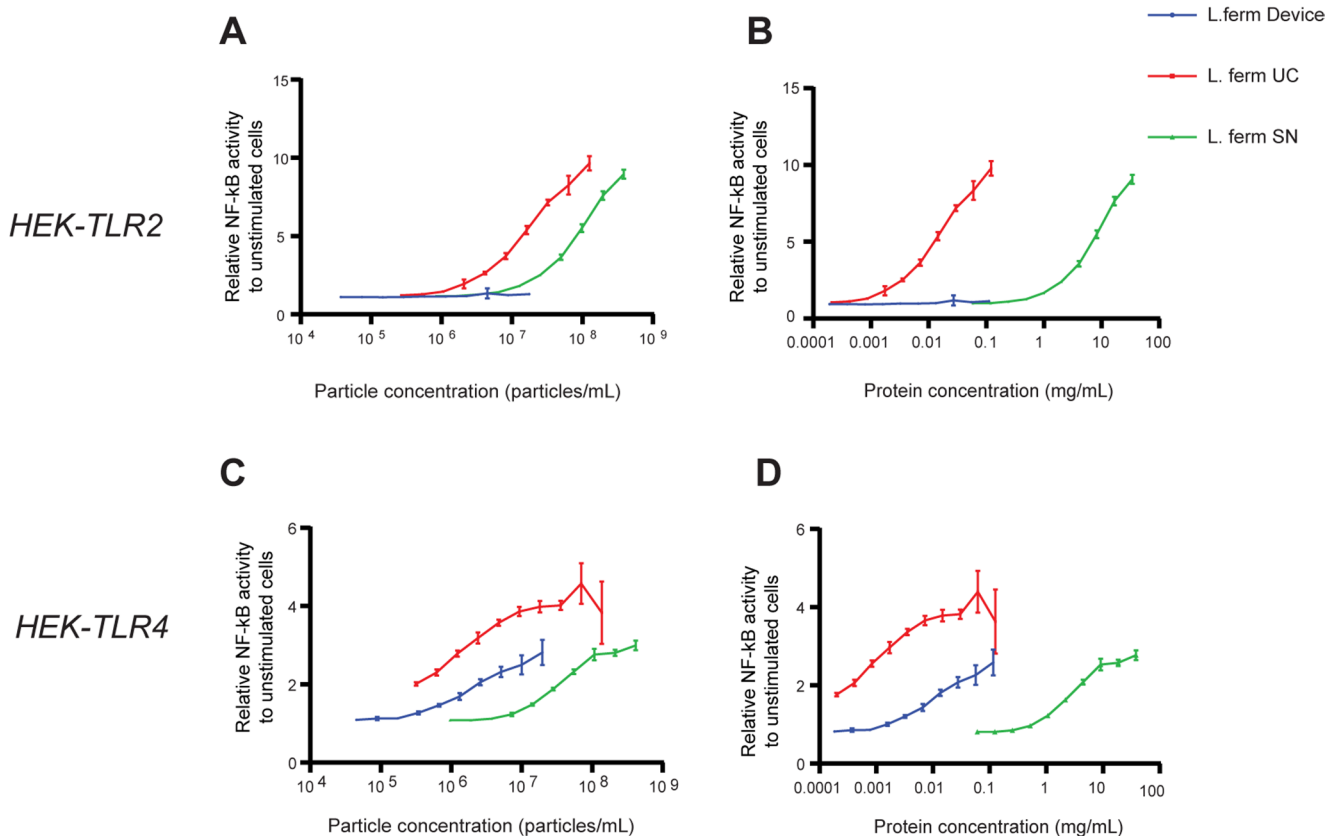 A
B
L.ferm Device
L. ferm UC
L. ferm SN
HEK-TLR2
Relative NF-kB activity
to unstimulated cells
15
10
5
0
10 4
10 5
10 6
10 7
10 8
10 9
Particle concentration (particles/mL)
Relative NF-kB activity
to unstimulated cells
15
10
5
0
0.0001
0.001
0.01
0.1
1
10
100
Protein concentration (mg/mL)
C
D
HEK-TLR4
Relative NF-kB activity
to unstimulated cells
6
4
2
0
10 4
10 5
10 6
10 7
10 8
10 9
Particle concentration (particles/mL)
Relative NF-kB activity
to unstimulated cells
6
4
2
0
0.0001
0.001
0.01
0.1
1
10
100
Protein concentration (mg/mL)